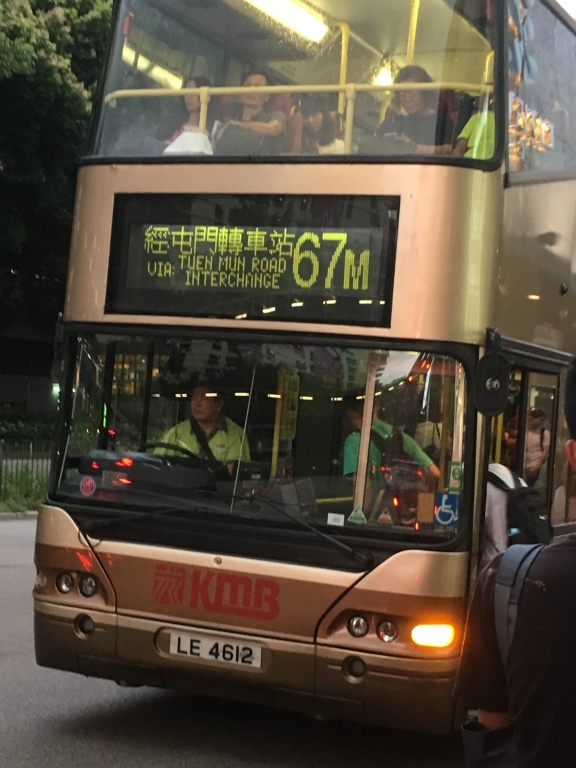 經屯門轉車站
VIA: TUEN MUN ROAD
INTERCHANGE
67M
KMB
LE 4612